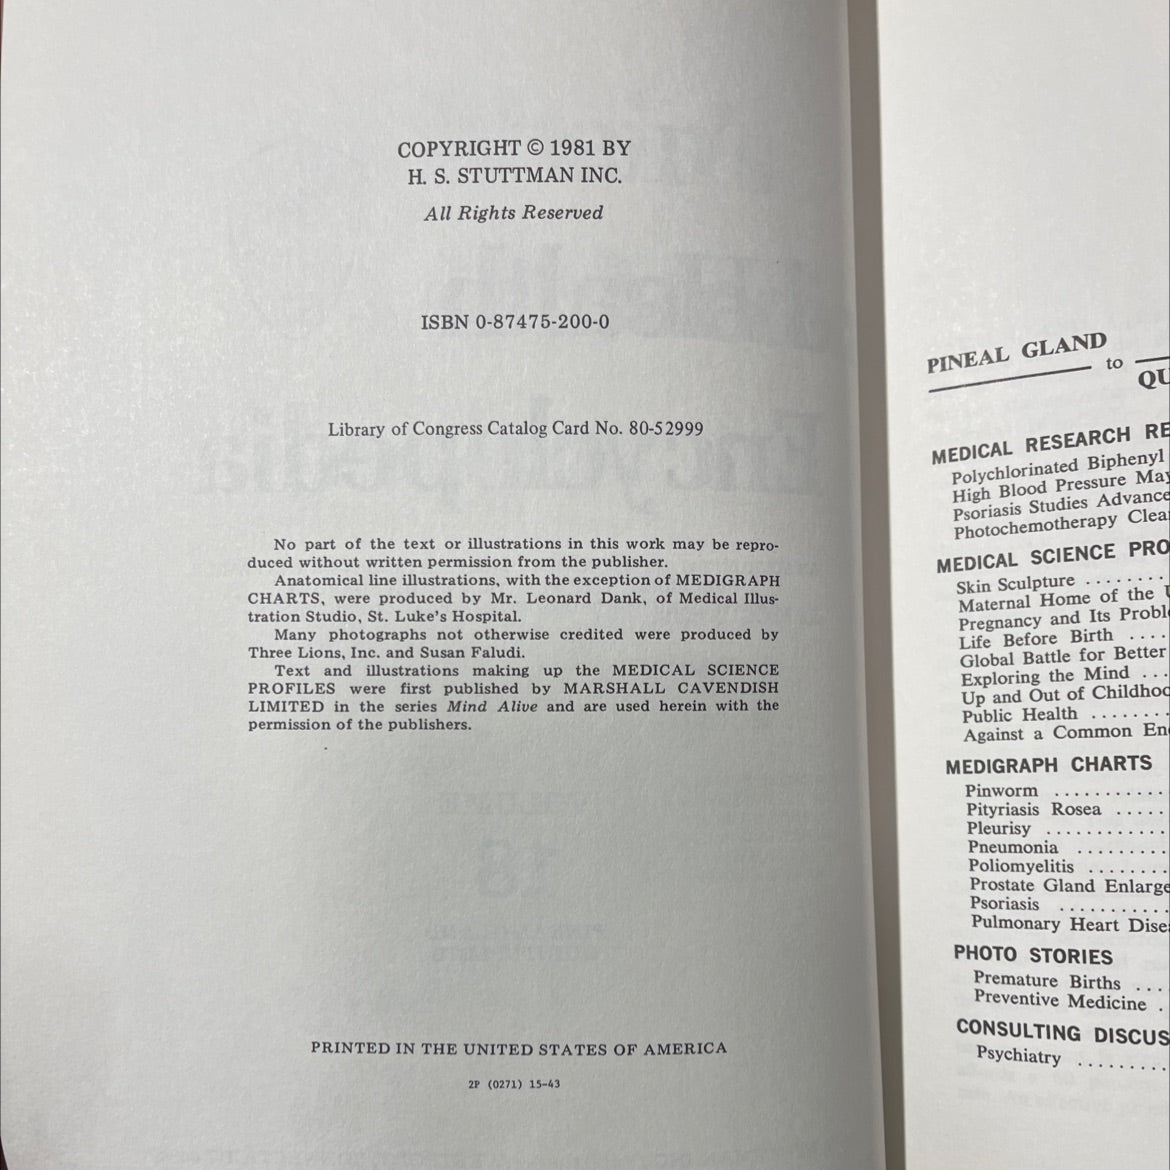 COPYRIGHT © 1981 BY
H. S. STUTTMAN INC.
All Rights Reserved
ISBN 0-87475-200-0
Library of Congress Catalog Card No. 80-52999
No part of the text or illustrations in this work may be repro-
duced without written permission from the publisher.
Anatomical line illustrations, with the exception of MEDIGRAPH
CHARTS, were produced by Mr. Leonard Dank, of Medical Illus-
tration Studio, St. Luke's Hospital.
Many photographs not otherwise credited were produced by
Three Lions, Inc. and Susan Faludi.
Text and illustrations making up the MEDICAL SCIENCE
PROFILES were first published by MARSHALL CAVENDISH
LIMITED in the series Mind Alive and are used herein with the
permission of the publishers.
PRINTED IN THE UNITED STATES OF AMERICA
2P (0271) 15-43
PINEAL GLAND
to
QU
MEDICAL RESEARCH RE
Polychlorinated Biphenyl
High Blood Pressure May
Psoriasis Studies Advance
Photochemotherapy Clea
MEDICAL SCIENCE PRO
Skin Sculpture ........
Maternal Home of the U
Pregnancy and Its Proble
Life Before Birth ....
Global Battle for Better
Exploring the Mind ...
Up and Out of Childhoo
Public Health ........
Against a Common En
MEDIGRAPH CHARTS
Pinworm ...........
Pityriasis Rosea .....
Pleurisy ............
Pneumonia .........
Poliomyelitis ........
Prostate Gland Enlarge
Psoriasis ...........
Pulmonary Heart Dise
PHOTO STORIES
Premature Births ....
Preventive Medicine .
CONSULTING DISCUS
Psychiatry .........